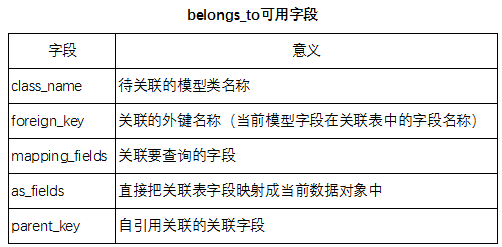 belongs_to可用字段
字段 意义
class_name 待关联的模型类名称
foreign_key 关联的外键名称（当前模型字段在关联表中的字段名称）
mapping_fields 关联要查询的字段
as_fields 直接把关联表字段映射成当前数据对象中
parent_key 自引用关联的关联字段